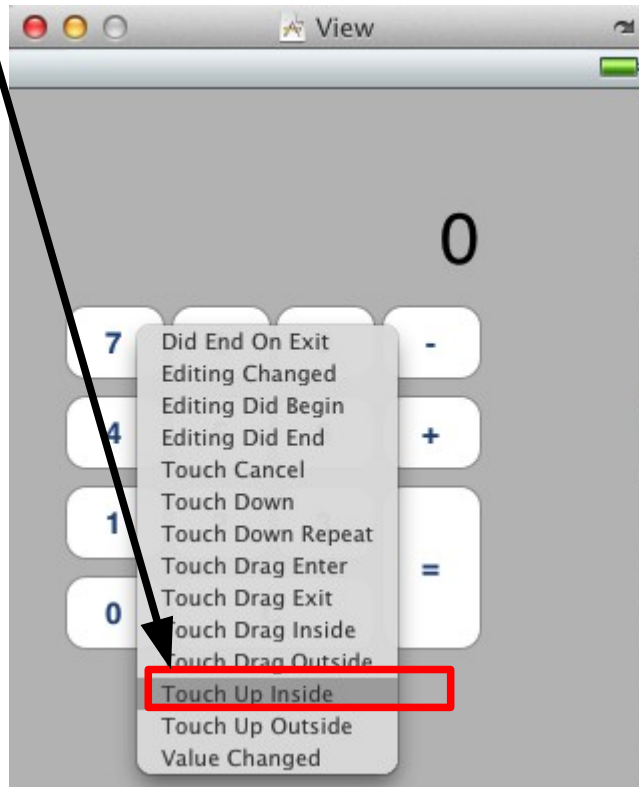 View
0
7
-
4
+
1
=
0
Did End On Exit
Editing Changed
Editing Did Begin
Editing Did End
Touch Cancel
Touch Down
Touch Down Repeat
Touch Drag Enter
Touch Drag Exit
Touch Drag Inside
Touch Drag Outside
Touch Up Inside
Touch Up Outside
Value Changed